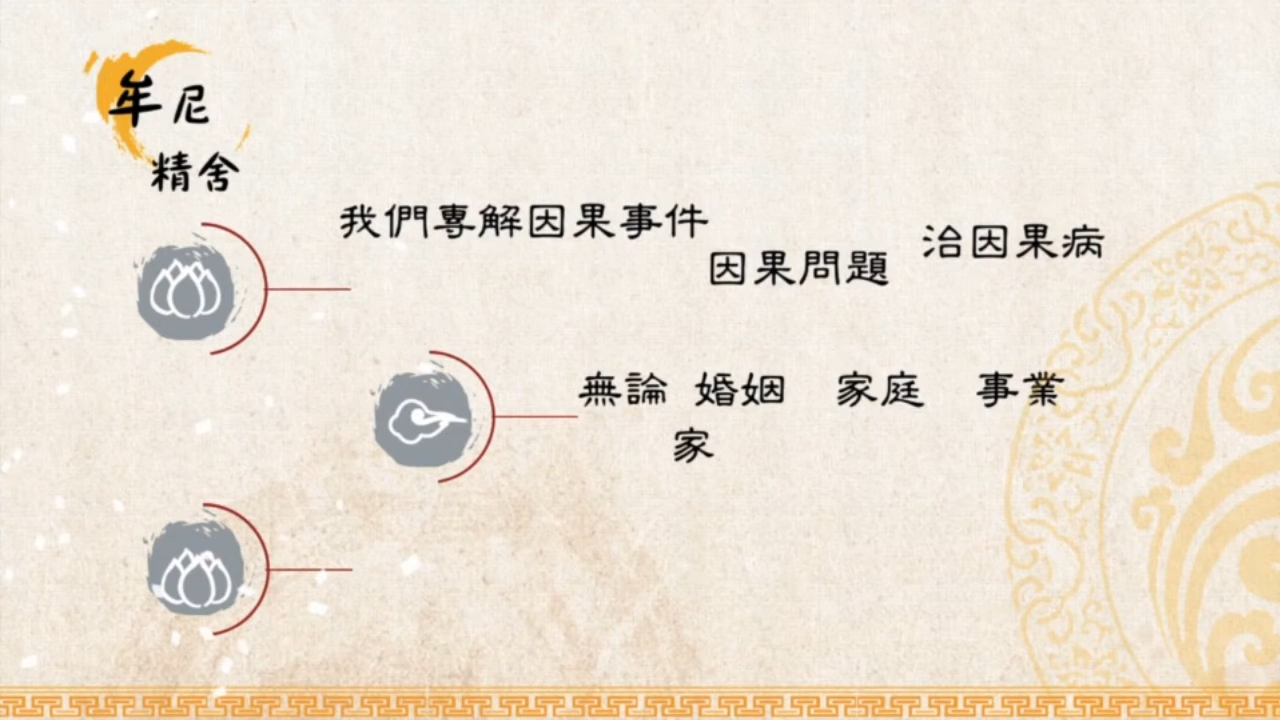 牟尼
精舍
我們專解因果事件
因果問題
治因果病
無論 婚姻 家庭 事業
家